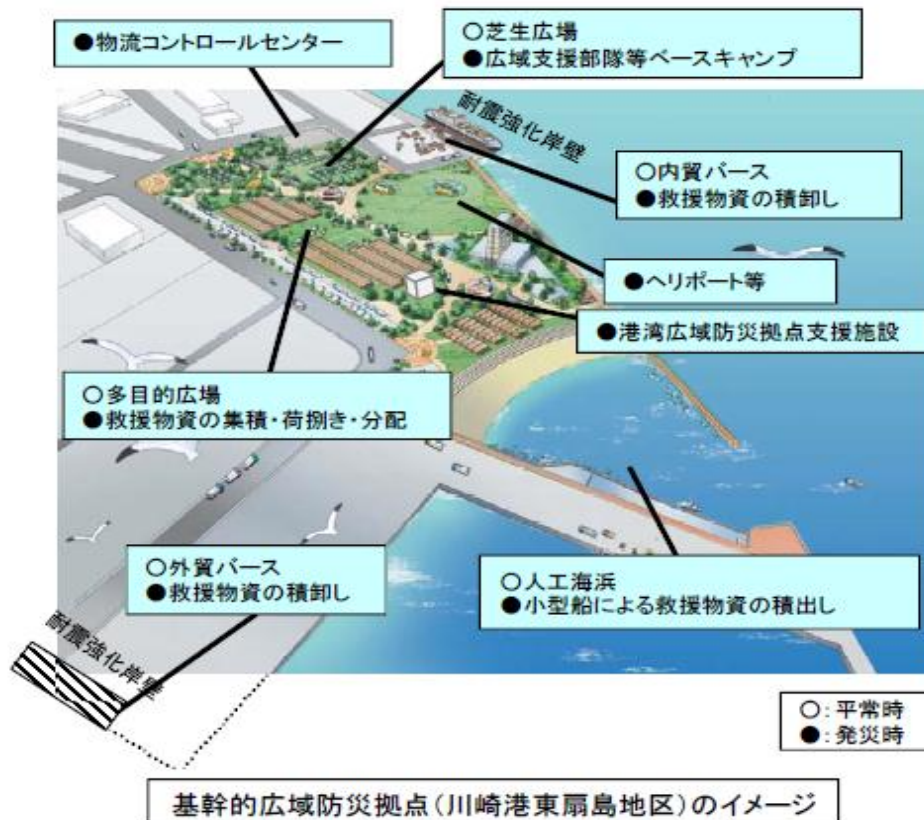 ●物流コントロールセンター
○芝生広場
●広域支援部隊等ベースキャンプ
耐震強化岸壁
○内貿バース
●救援物資の積卸し
●ヘリポート等
●港湾広域防災拠点支援施設
○多目的広場
●救援物資の集積・荷捌き・分配
○外貿バース
●救援物資の積卸し
○人工海浜
●小型船による救援物資の積出し
耐震強化岸壁
○：平常時
●：発災時
基幹的広域防災拠点（川崎港東扇島地区）のイメージ